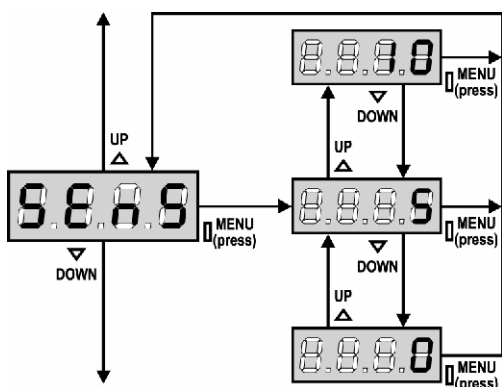 10
MENU
(press)
DOWN
UP
UP
SEnS
MENU
(press)
5
MENU
(press)
DOWN
DOWN
UP
0
MENU
(press)